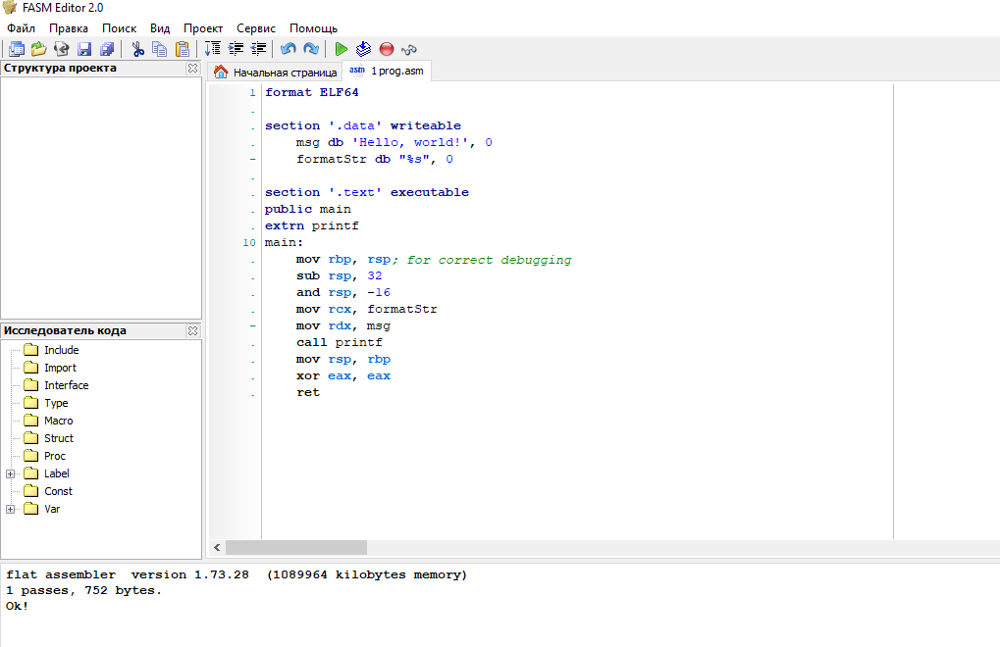 FASM Editor 2.0
Файл Правка Поиск Вид Проект Сервис Помощь
Структура проекта
Начальная страница
asm 1prog.asm
1 format ELF64
section '.data' writeable
msg db 'Hello, world!', 0
formatStr db "%s", 0
section '.text' executable
public main
extrn printf
10 main:
mov rbp, rsp; for correct debugging
sub rsp, 32
and rsp, -16
mov rcx, formatStr
mov rdx, msg
call printf
mov rsp, rbp
xor eax, eax
ret
Исследователь кода
Include
Import
Interface
Type
Macro
Struct
Proc
Label
Const
Var
flat assembler  version 1.73.28  (1089964 kilobytes memory)
1 passes, 752 bytes.
Ok!